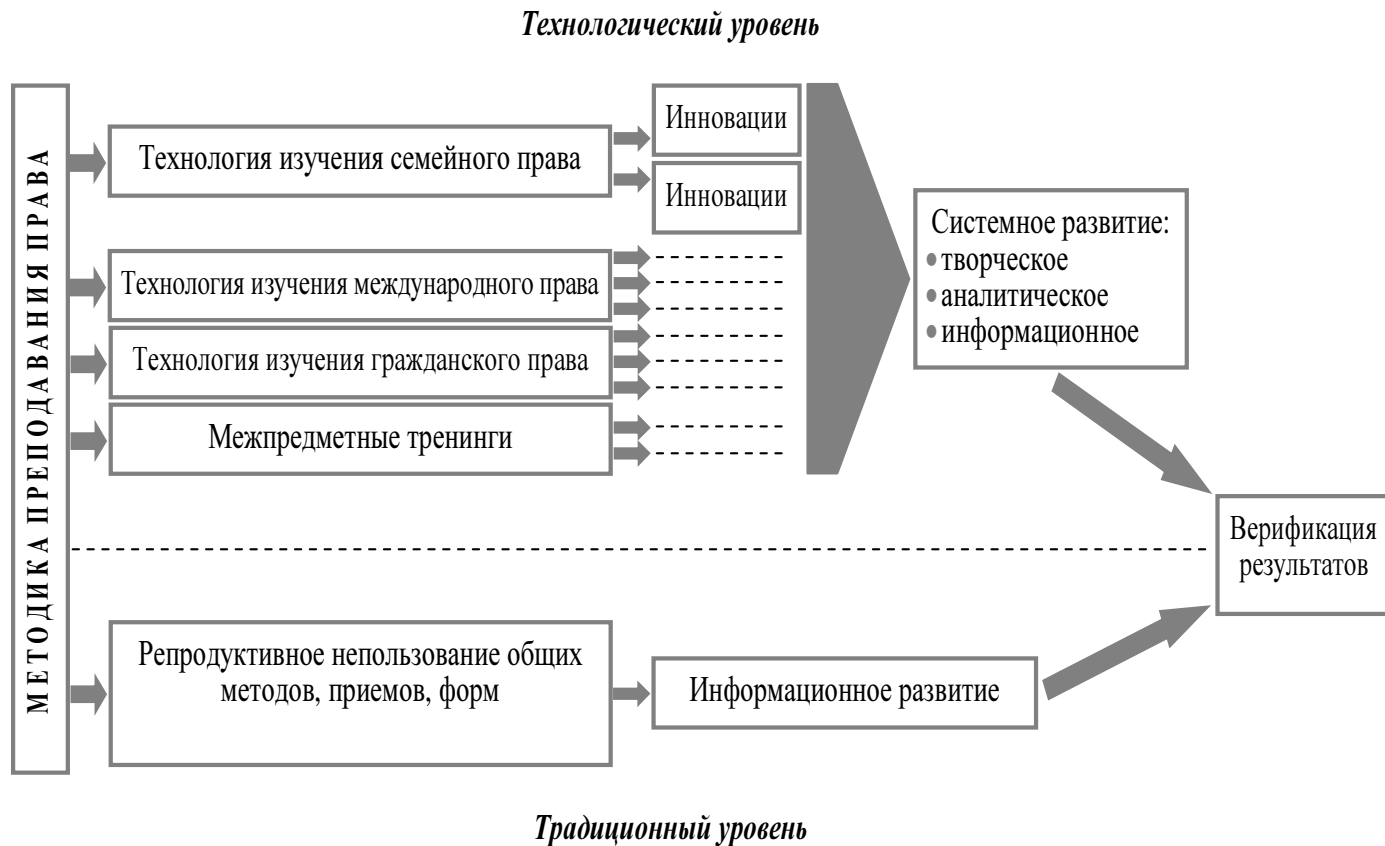 Технологический уровень
МЕТОДИКА ПРЕПОДАВАНИЯ ПРАВА
Технология изучения семейного права
Инновации
Инновации
Технология изучения международного права
Технология изучения гражданского права
Межпредметные тренинги
Системное развитие:
• творческое
• аналитическое
• информационное
Верификация
результатов
Репродуктивное непользование общих
методов, приемов, форм
Информационное развитие
Традиционный уровень